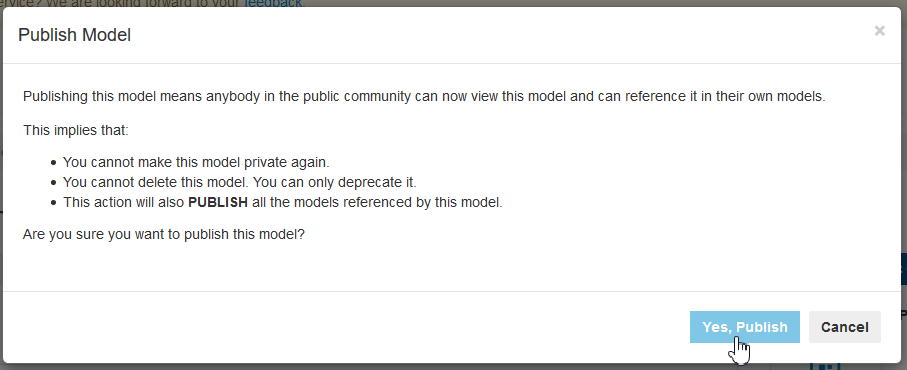 ervice? We are looking forward to your feedback.
Publish Model
×
Publishing this model means anybody in the public community can now view this model and can reference it in their own models.
This implies that:
• You cannot make this model private again.
• You cannot delete this model. You can only deprecate it.
• This action will also PUBLISH all the models referenced by this model.
Are you sure you want to publish this model?
Yes, Publish Cancel